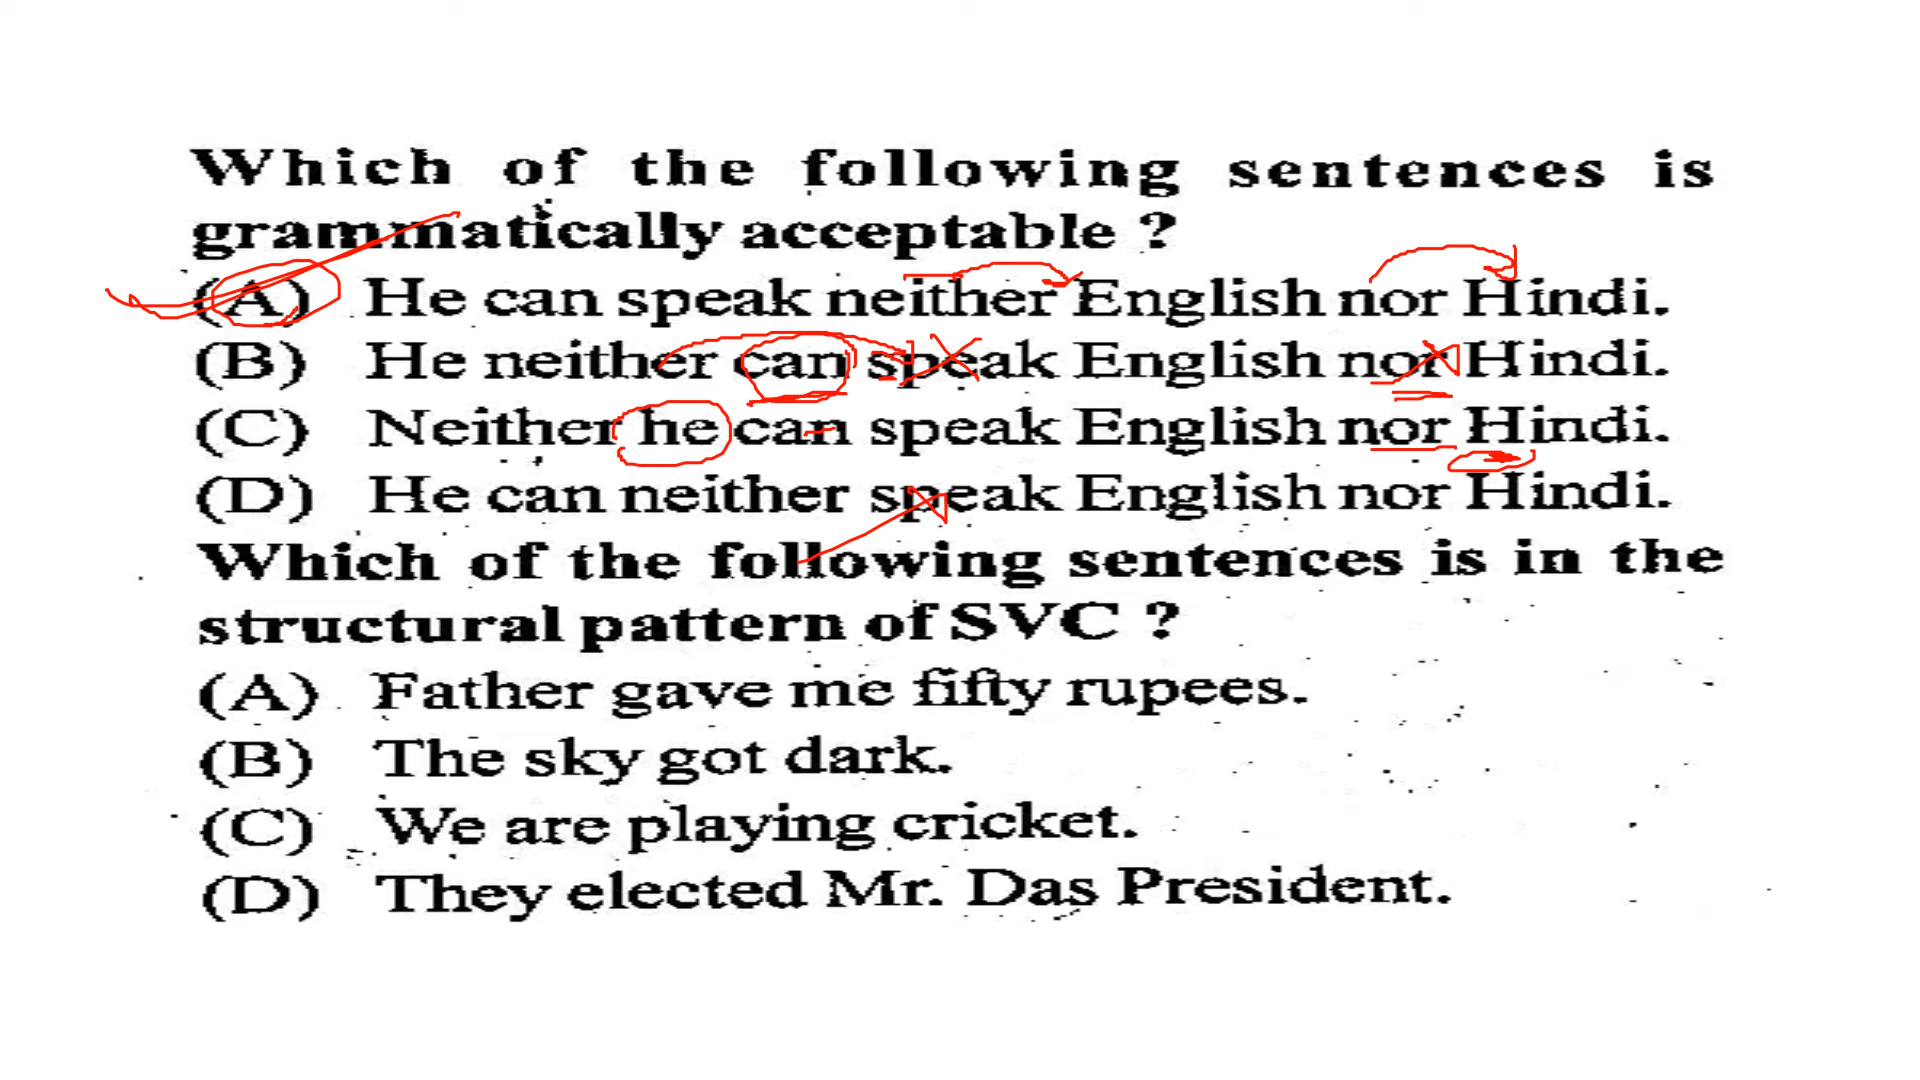 Which of the following sentences is
grammatically acceptable ?
(A) He can speak neither English nor Hindi.
(B) He neither can speak English nor Hindi.
(C) Neither he can speak English nor Hindi.
(D) He can neither speak English nor Hindi.
Which of the following sentences is in the
structural pattern of SVC ?
(A) Father gave me fifty rupees.
(B) The sky got dark.
(C) We are playing cricket.
(D) They elected Mr. Das President.